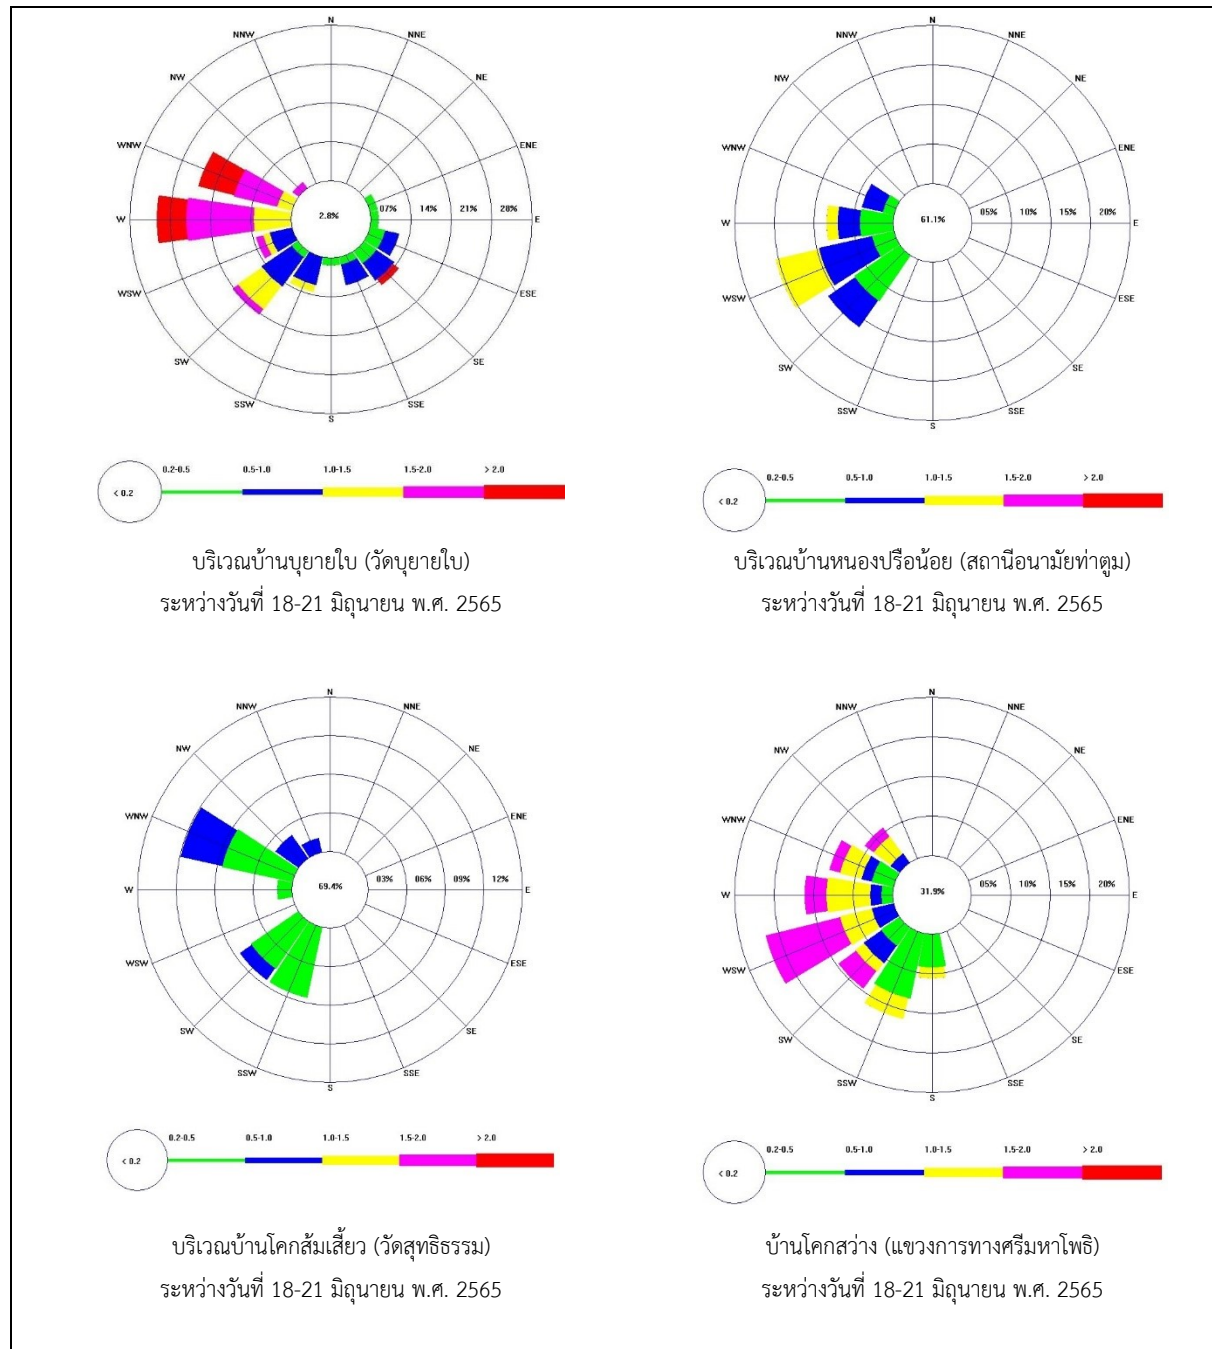 N
NNW
NNE
NW
NE
WNW
ENE
W
2.8%
07%
14%
21%
28%
E
WSW
ESE
SW
SE
SSW
SSE
S
< 0.2
0.2-0.5
0.5-1.0
1.0-1.5
1.5-2.0
> 2.0
บริเวณบ้านบุยายใบ (วัดบุยายใบ)
ระหว่างวันที่ 18-21 มิถุนายน พ.ศ. 2565
N
NNW
NNE
NW
NE
WNW
ENE
W
61.1%
05%
10%
15%
20%
E
WSW
ESE
SW
SE
SSW
SSE
S
< 0.2
0.2-0.5
0.5-1.0
1.0-1.5
1.5-2.0
> 2.0
บริเวณบ้านหนองปรือน้อย (สถานีอนามัยท่าตูม)
ระหว่างวันที่ 18-21 มิถุนายน พ.ศ. 2565
N
NNW
NNE
NW
NE
WNW
ENE
W
69.4%
03%
06%
09%
12%
E
WSW
ESE
SW
SE
SSW
SSE
S
< 0.2
0.2-0.5
0.5-1.0
1.0-1.5
1.5-2.0
> 2.0
บริเวณบ้านโคกส้มเสี้ยว (วัดสุทธิธรรม)
ระหว่างวันที่ 18-21 มิถุนายน พ.ศ. 2565
N
NNW
NNE
NW
NE
WNW
ENE
W
31.9%
05%
10%
15%
20%
E
WSW
ESE
SW
SE
SSW
SSE
S
< 0.2
0.2-0.5
0.5-1.0
1.0-1.5
1.5-2.0
> 2.0
บ้านโคกสว่าง (แขวงการทางศรีมหาโพธิ)
ระหว่างวันที่ 18-21 มิถุนายน พ.ศ. 2565